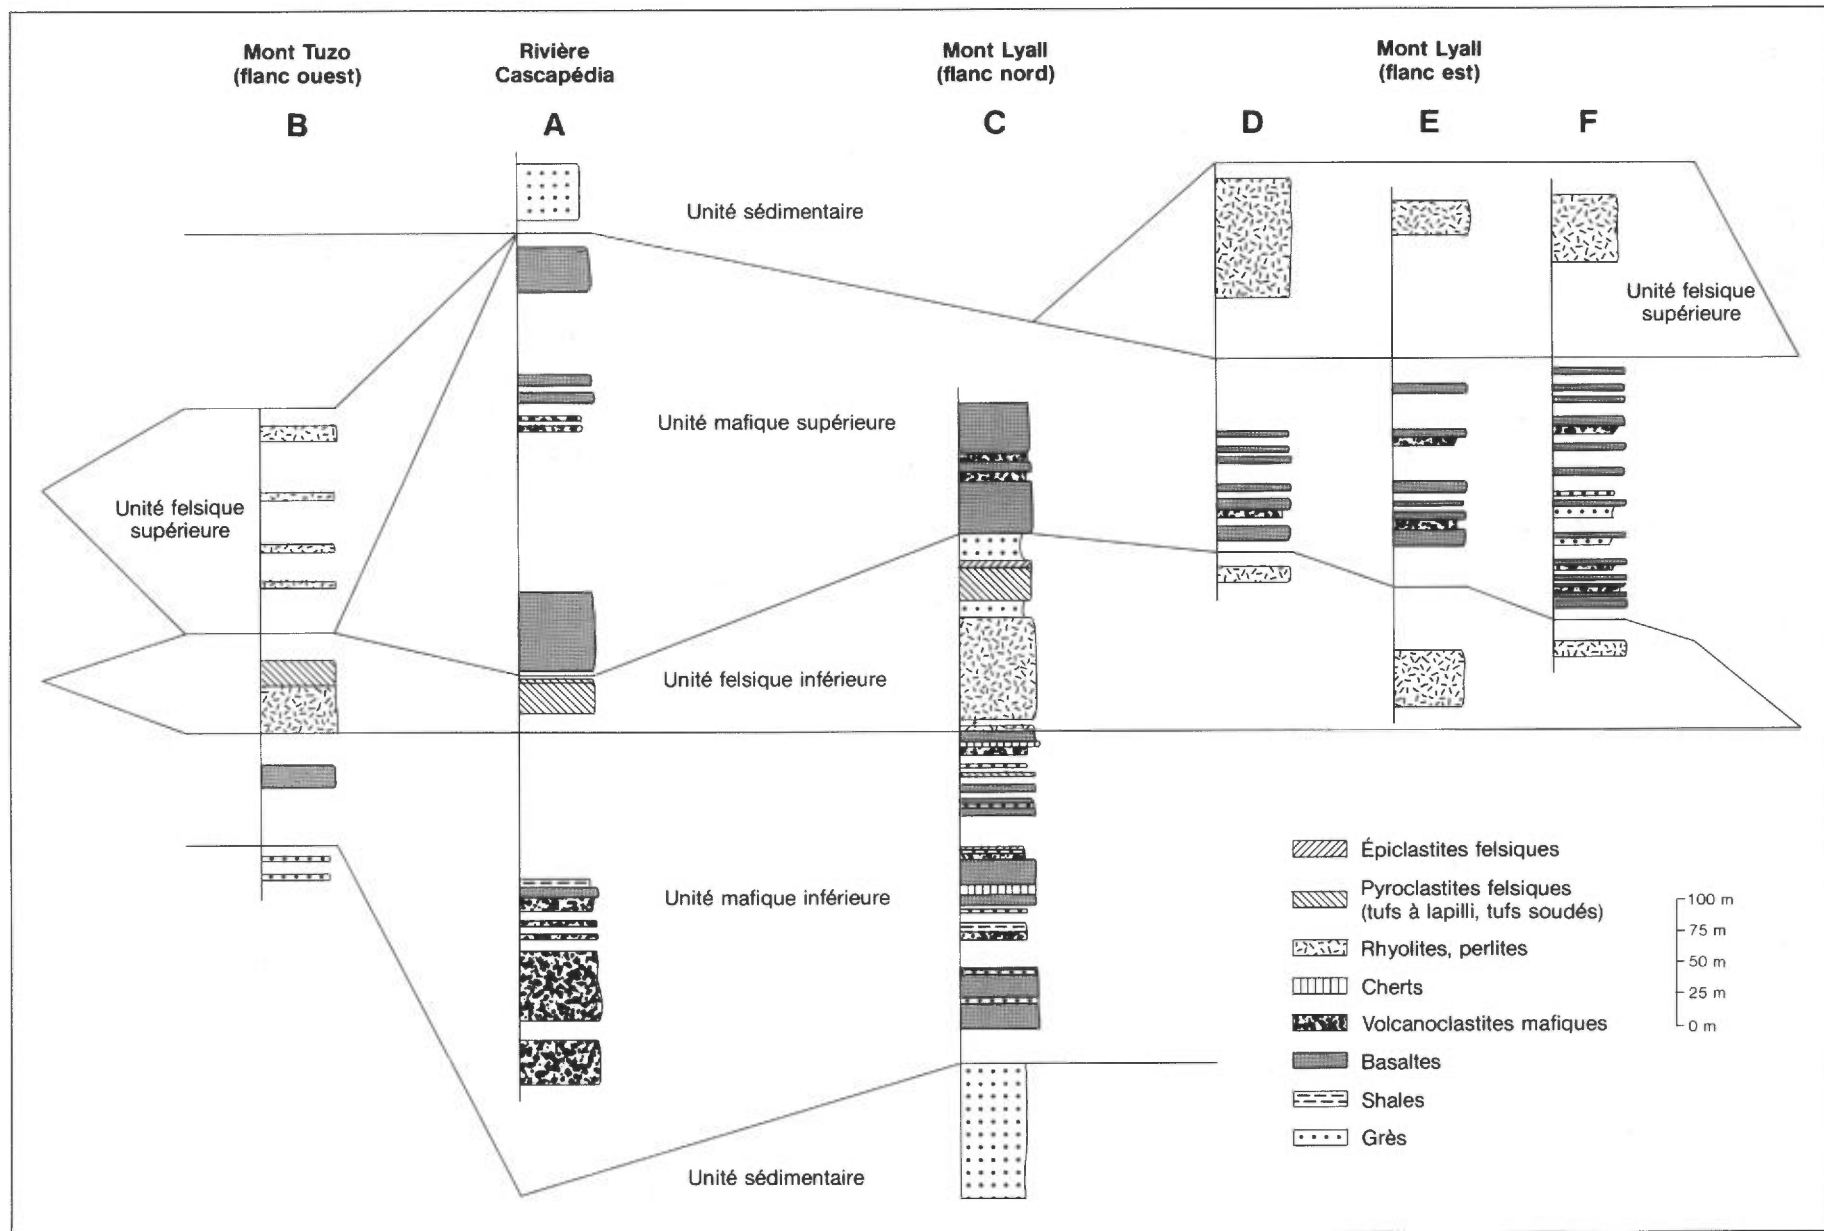 Mont Tuzo
(flanc ouest)
B
Rivière
Cascapédia
A
Mont Lyall
(flanc nord)
C
Mont Lyall
(flanc est)
D
E
F
Unité sédimentaire
Unité felsique
supérieure
Unité mafique supérieure
Unité felsique
supérieure
Unité felsique inférieure
Unité mafique inférieure
Unité sédimentaire
Épiclastites felsiques
Pyroclastites felsiques
(tufs à lapilli, tufs soudés)
Rhyolites, perlites
Cherts
Volcanoclastites mafiques
Basaltes
Shales
Grès
100 m
75 m
50 m
25 m
0 m